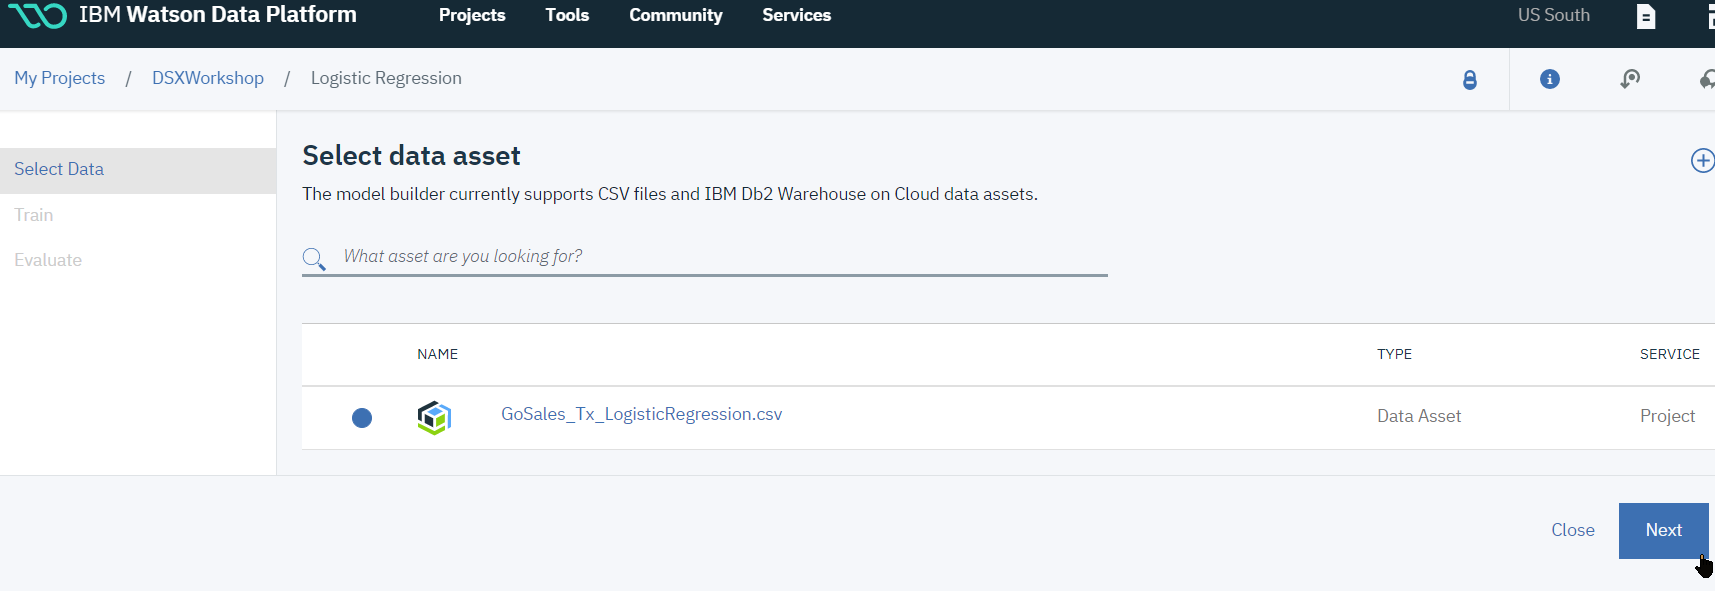 IBM Watson Data Platform Projects Tools Community Services US South
My Projects / DSXWorkshop / Logistic Regression
Select Data
Train
Evaluate
Select data asset
The model builder currently supports CSV files and IBM Db2 Warehouse on Cloud data assets.
What asset are you looking for?
NAME TYPE SERVICE
GoSales_Tx_LogisticRegression.csv Data Asset Project
Close Next